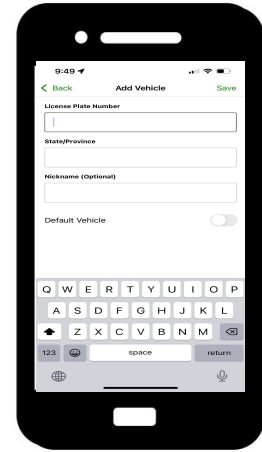 9:49
Back Add Vehicle Save
License Plate Number
State/Province
Nickname (Optional)
Default Vehicle
Q W E R T Y U I O P
A S D F G H J K L
Z X C V B N M
123 space return